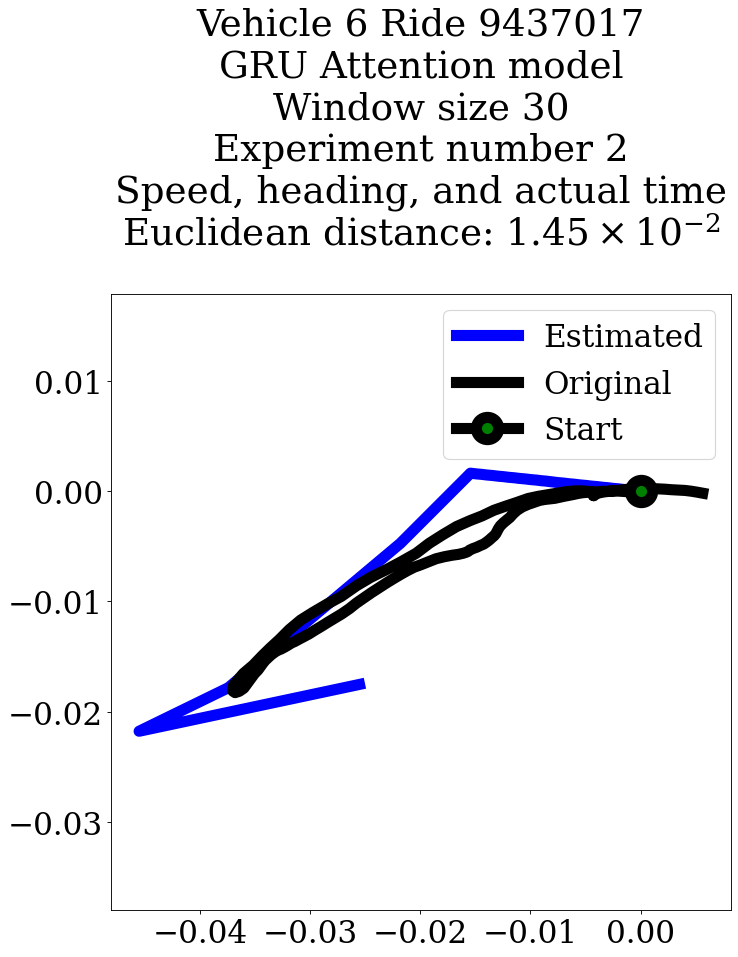 Vehicle 6 Ride 9437017
GRU Attention model
Window size 30
Experiment number 2
Speed, heading, and actual time
Euclidean distance: 1.45 × 10⁻²
Estimated
Original
Start
0.01
0.00
−0.01
−0.02
−0.03
−0.04 −0.03 −0.02 −0.01 0.00